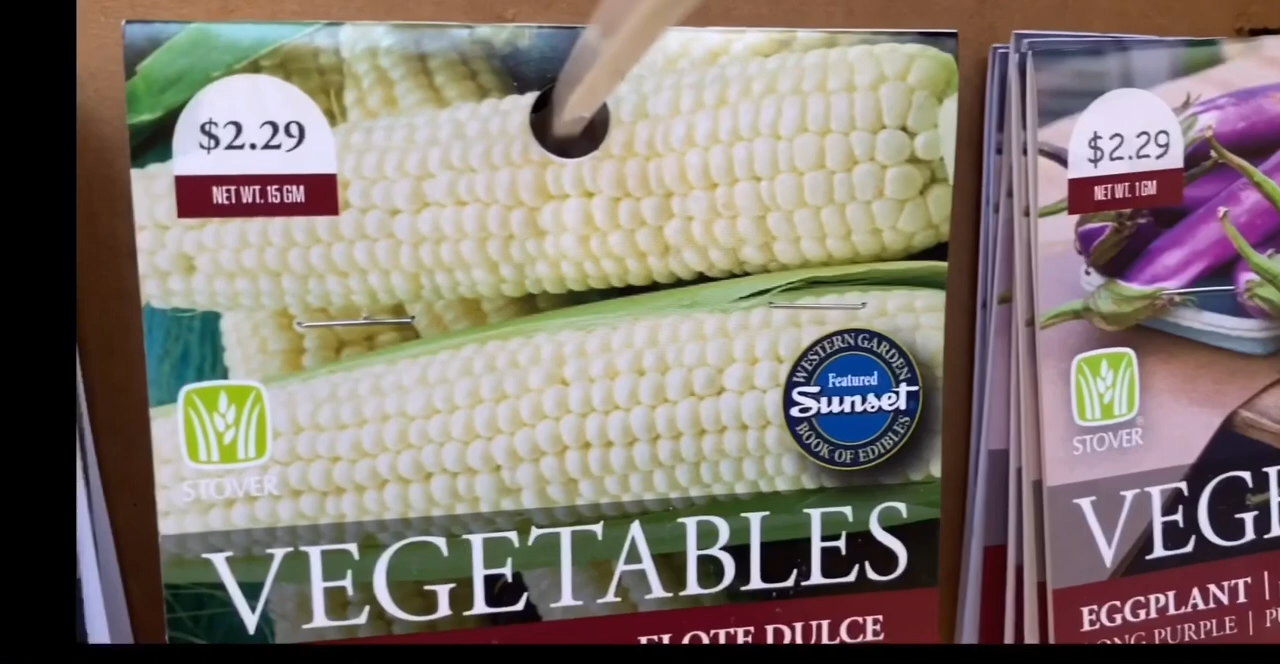 $2.29
NET WT. 15 GM
STOVER
WESTERN GARDEN
Featured
Sunset
BOOK OF EDIBLES
VEGETABLES
ELOTE DULCE
$2.29
NET WT. 1 GM
STOVER
EGGPLANT |
LONG PURPLE |